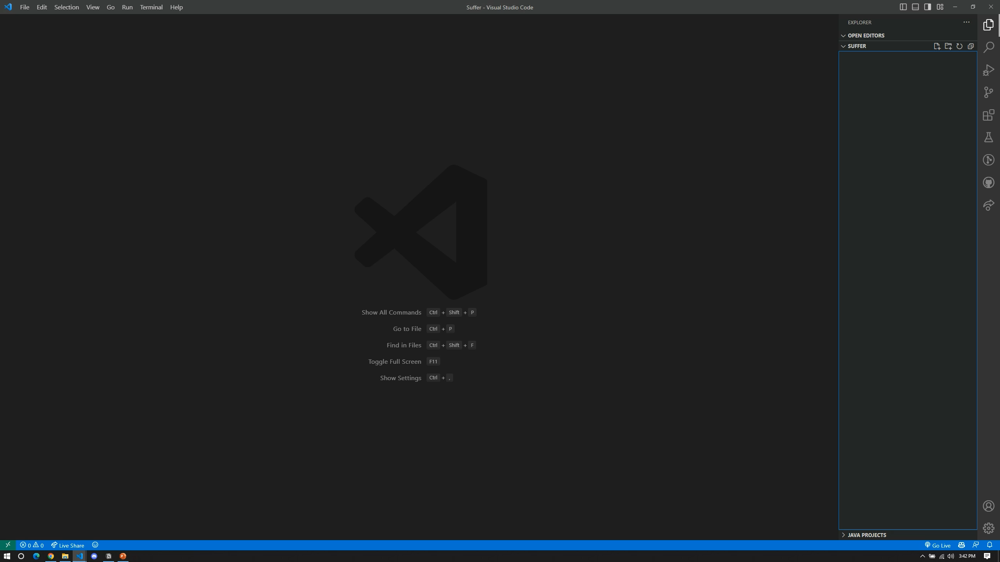 File Edit Selection View Go Run Terminal Help
Suffer - Visual Studio Code
EXPLORER
OPEN EDITORS
SUFFER
Show All Commands Ctrl + Shift + P
Go to File Ctrl + P
Find in Files Ctrl + Shift + F
Toggle Full Screen F11
Show Settings Ctrl + ,
JAVA PROJECTS
0 0 Live Share
Go Live
3:42 PM